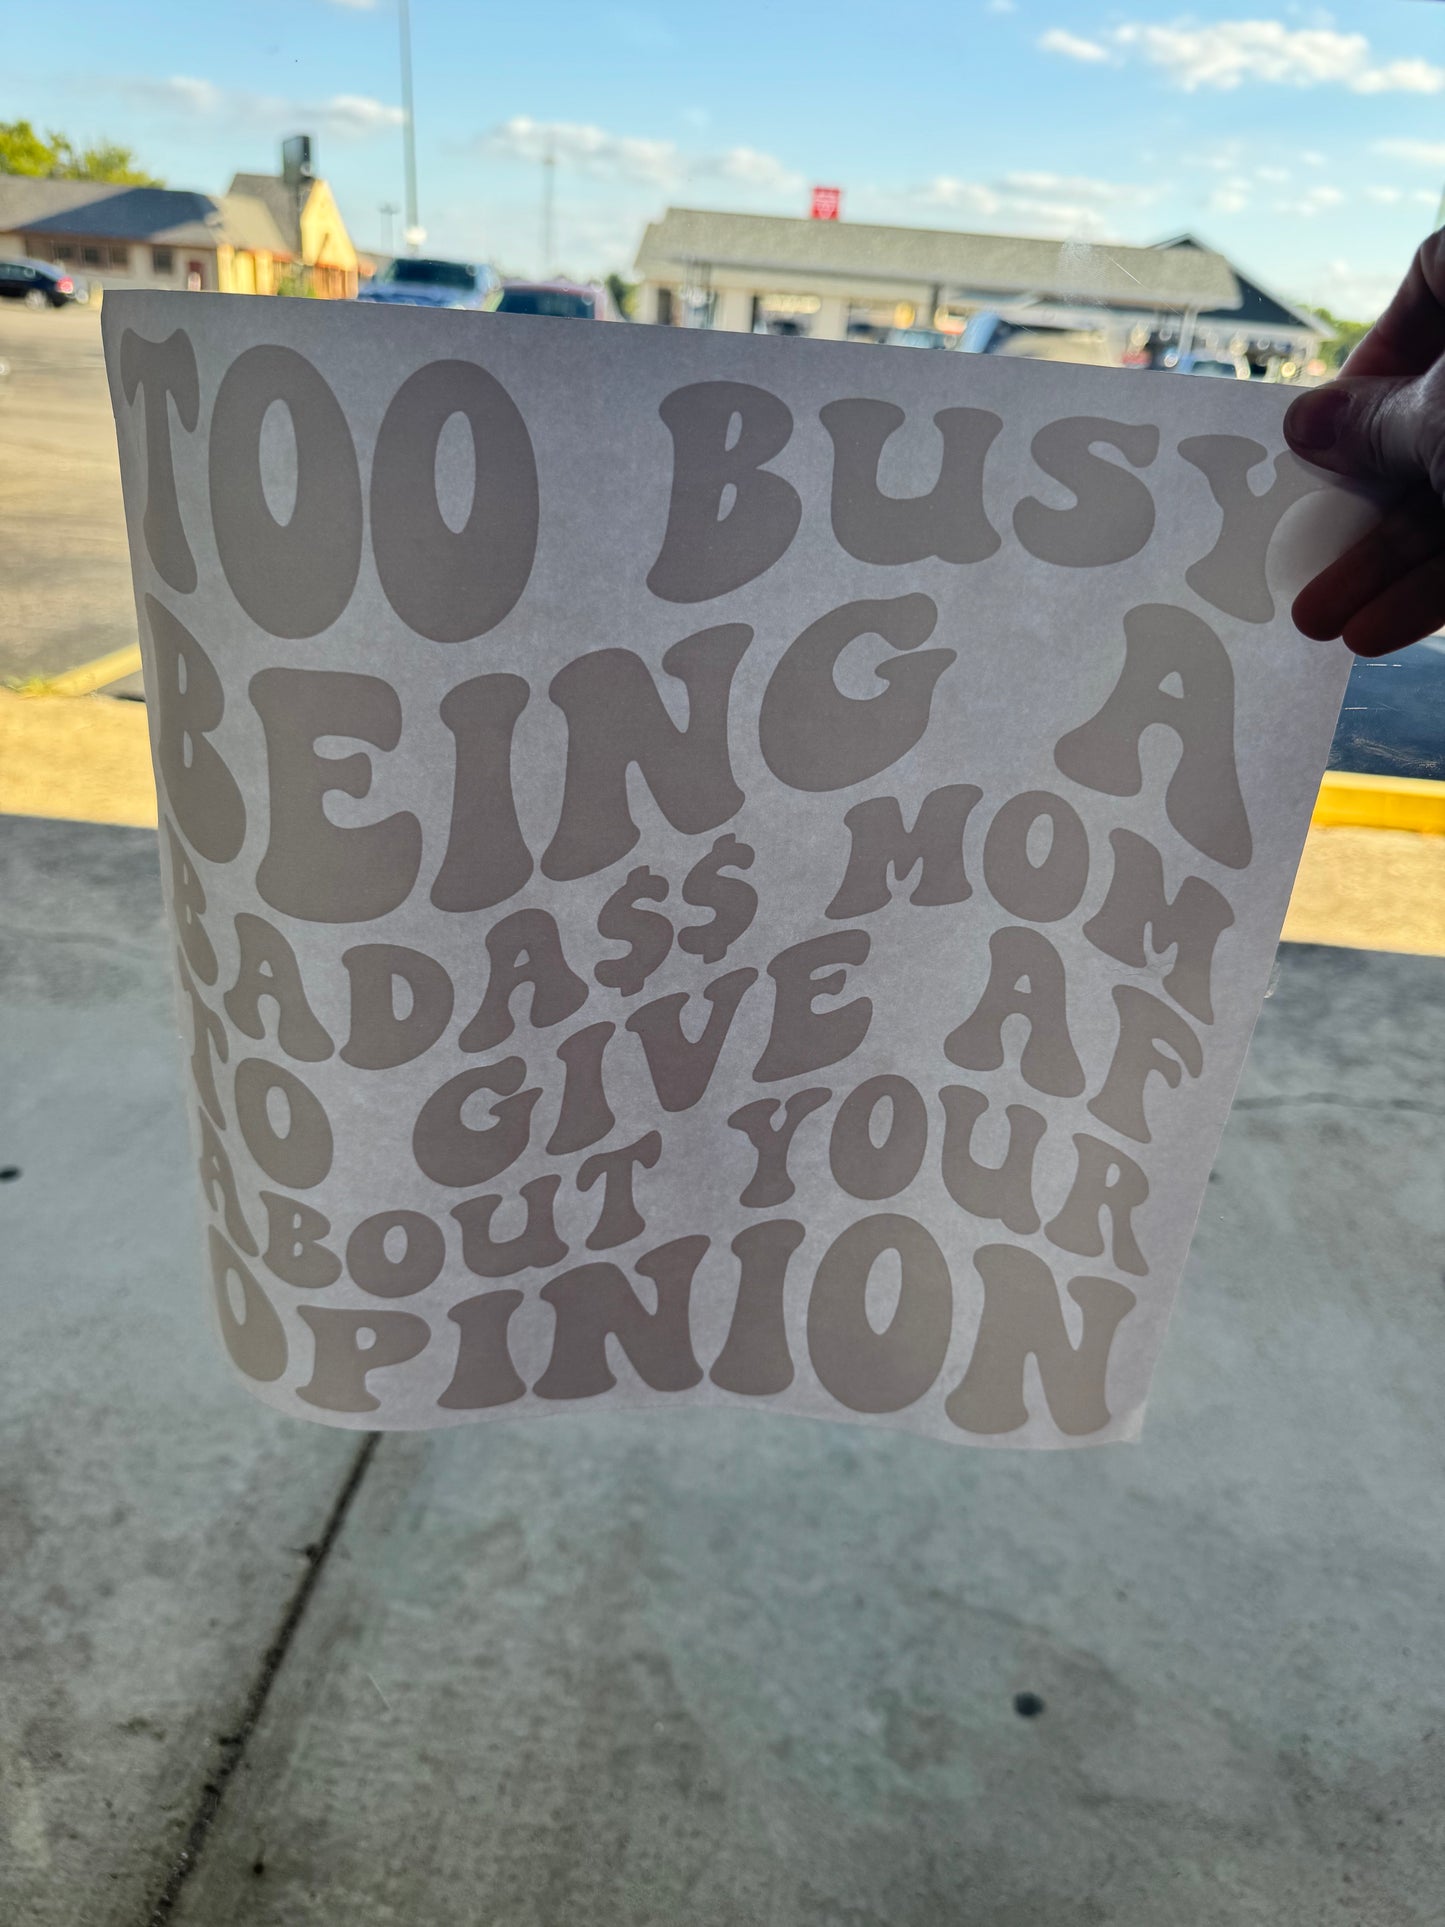 TOO BUSY
BEING A
BADA$$ MOM
TO GIVE AF
ABOUT YOUR
OPINION